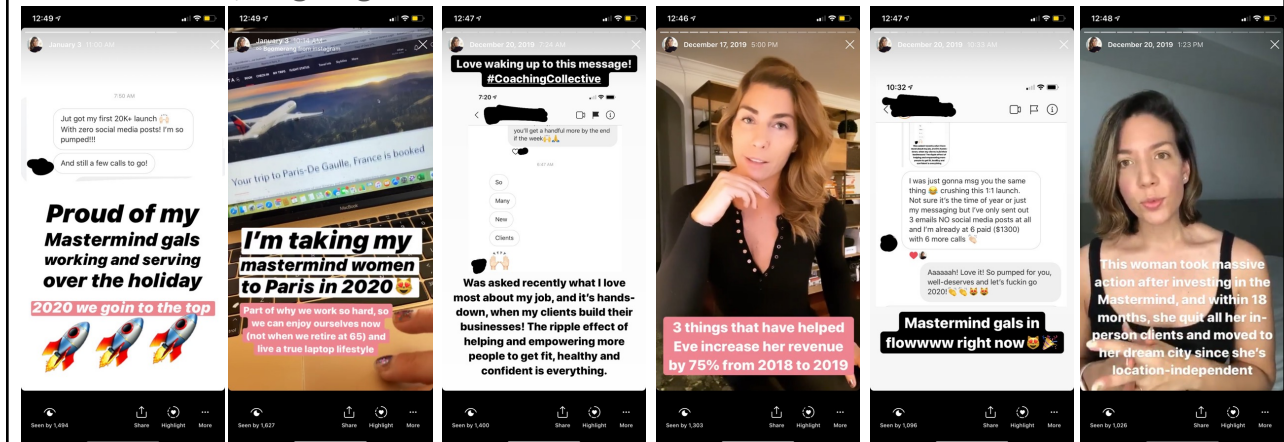 12:49
January 3 11:00 AM
7:50 AM
Jut got my first 20K+ launch 🙌🏻
With zero social media posts! I'm so
pumped!!!
And still a few calls to go!
Proud of my
Mastermind gals
working and serving
over the holiday
2020 we goin to the top
🚀🚀🚀
Seen by 1,494
Share
Highlight
More
12:49
January 3 10:14 AM
Boomerang from Instagram
Your trip to Paris-De Gaulle, France is booked
MacBook
I'm taking my
mastermind women
to Paris in 2020😻
Part of why we work so hard, so
we can enjoy ourselves now
(not when we retire at 65) and
live a true laptop lifestyle
Seen by 1,627
Share
Highlight
More
12:47
December 20, 2019 7:24 AM
Love waking up to this message!
#CoachingCollective
7:20
you'll get a handful more by the end
if the week🙌🏻🙏
6:47 AM
So
Many
New
Clients
🙌🏻
Was asked recently what I love
most about my job, and it's hands-
down, when my clients build their
businesses! The ripple effect of
helping and empowering more
people to get fit, healthy and
confident is everything.
Seen by 1,400
Share
Highlight
More
12:46
December 17, 2019 5:00 PM
3 things that have helped
Eve increase her revenue
by 75% from 2018 to 2019
Seen by 1,303
Share
Highlight
More
12:47
December 20, 2019 10:33 AM
10:32
I was just gonna msg you the same
thing 😂 crushing this 1:1 launch.
Not sure it's the time of year or just
my messaging but I've only sent out
3 emails NO social media posts at all
and I'm already at 6 paid ($1300)
with 6 more calls 👏🏻
Aaaaaah! Love it! So pumped for you,
well-deserves and let's fuckin go
2020!👏👏😻😻
Mastermind gals in
flowwww right now😻🎉
Seen by 1,096
Share
Highlight
More
12:48
December 20, 2019 1:23 PM
This woman took massive
action after investing in the
Mastermind, and within 18
months, she quit all her in-
person clients and moved to
her dream city since she's
location-independent
Seen by 1,026
Share
Highlight
More